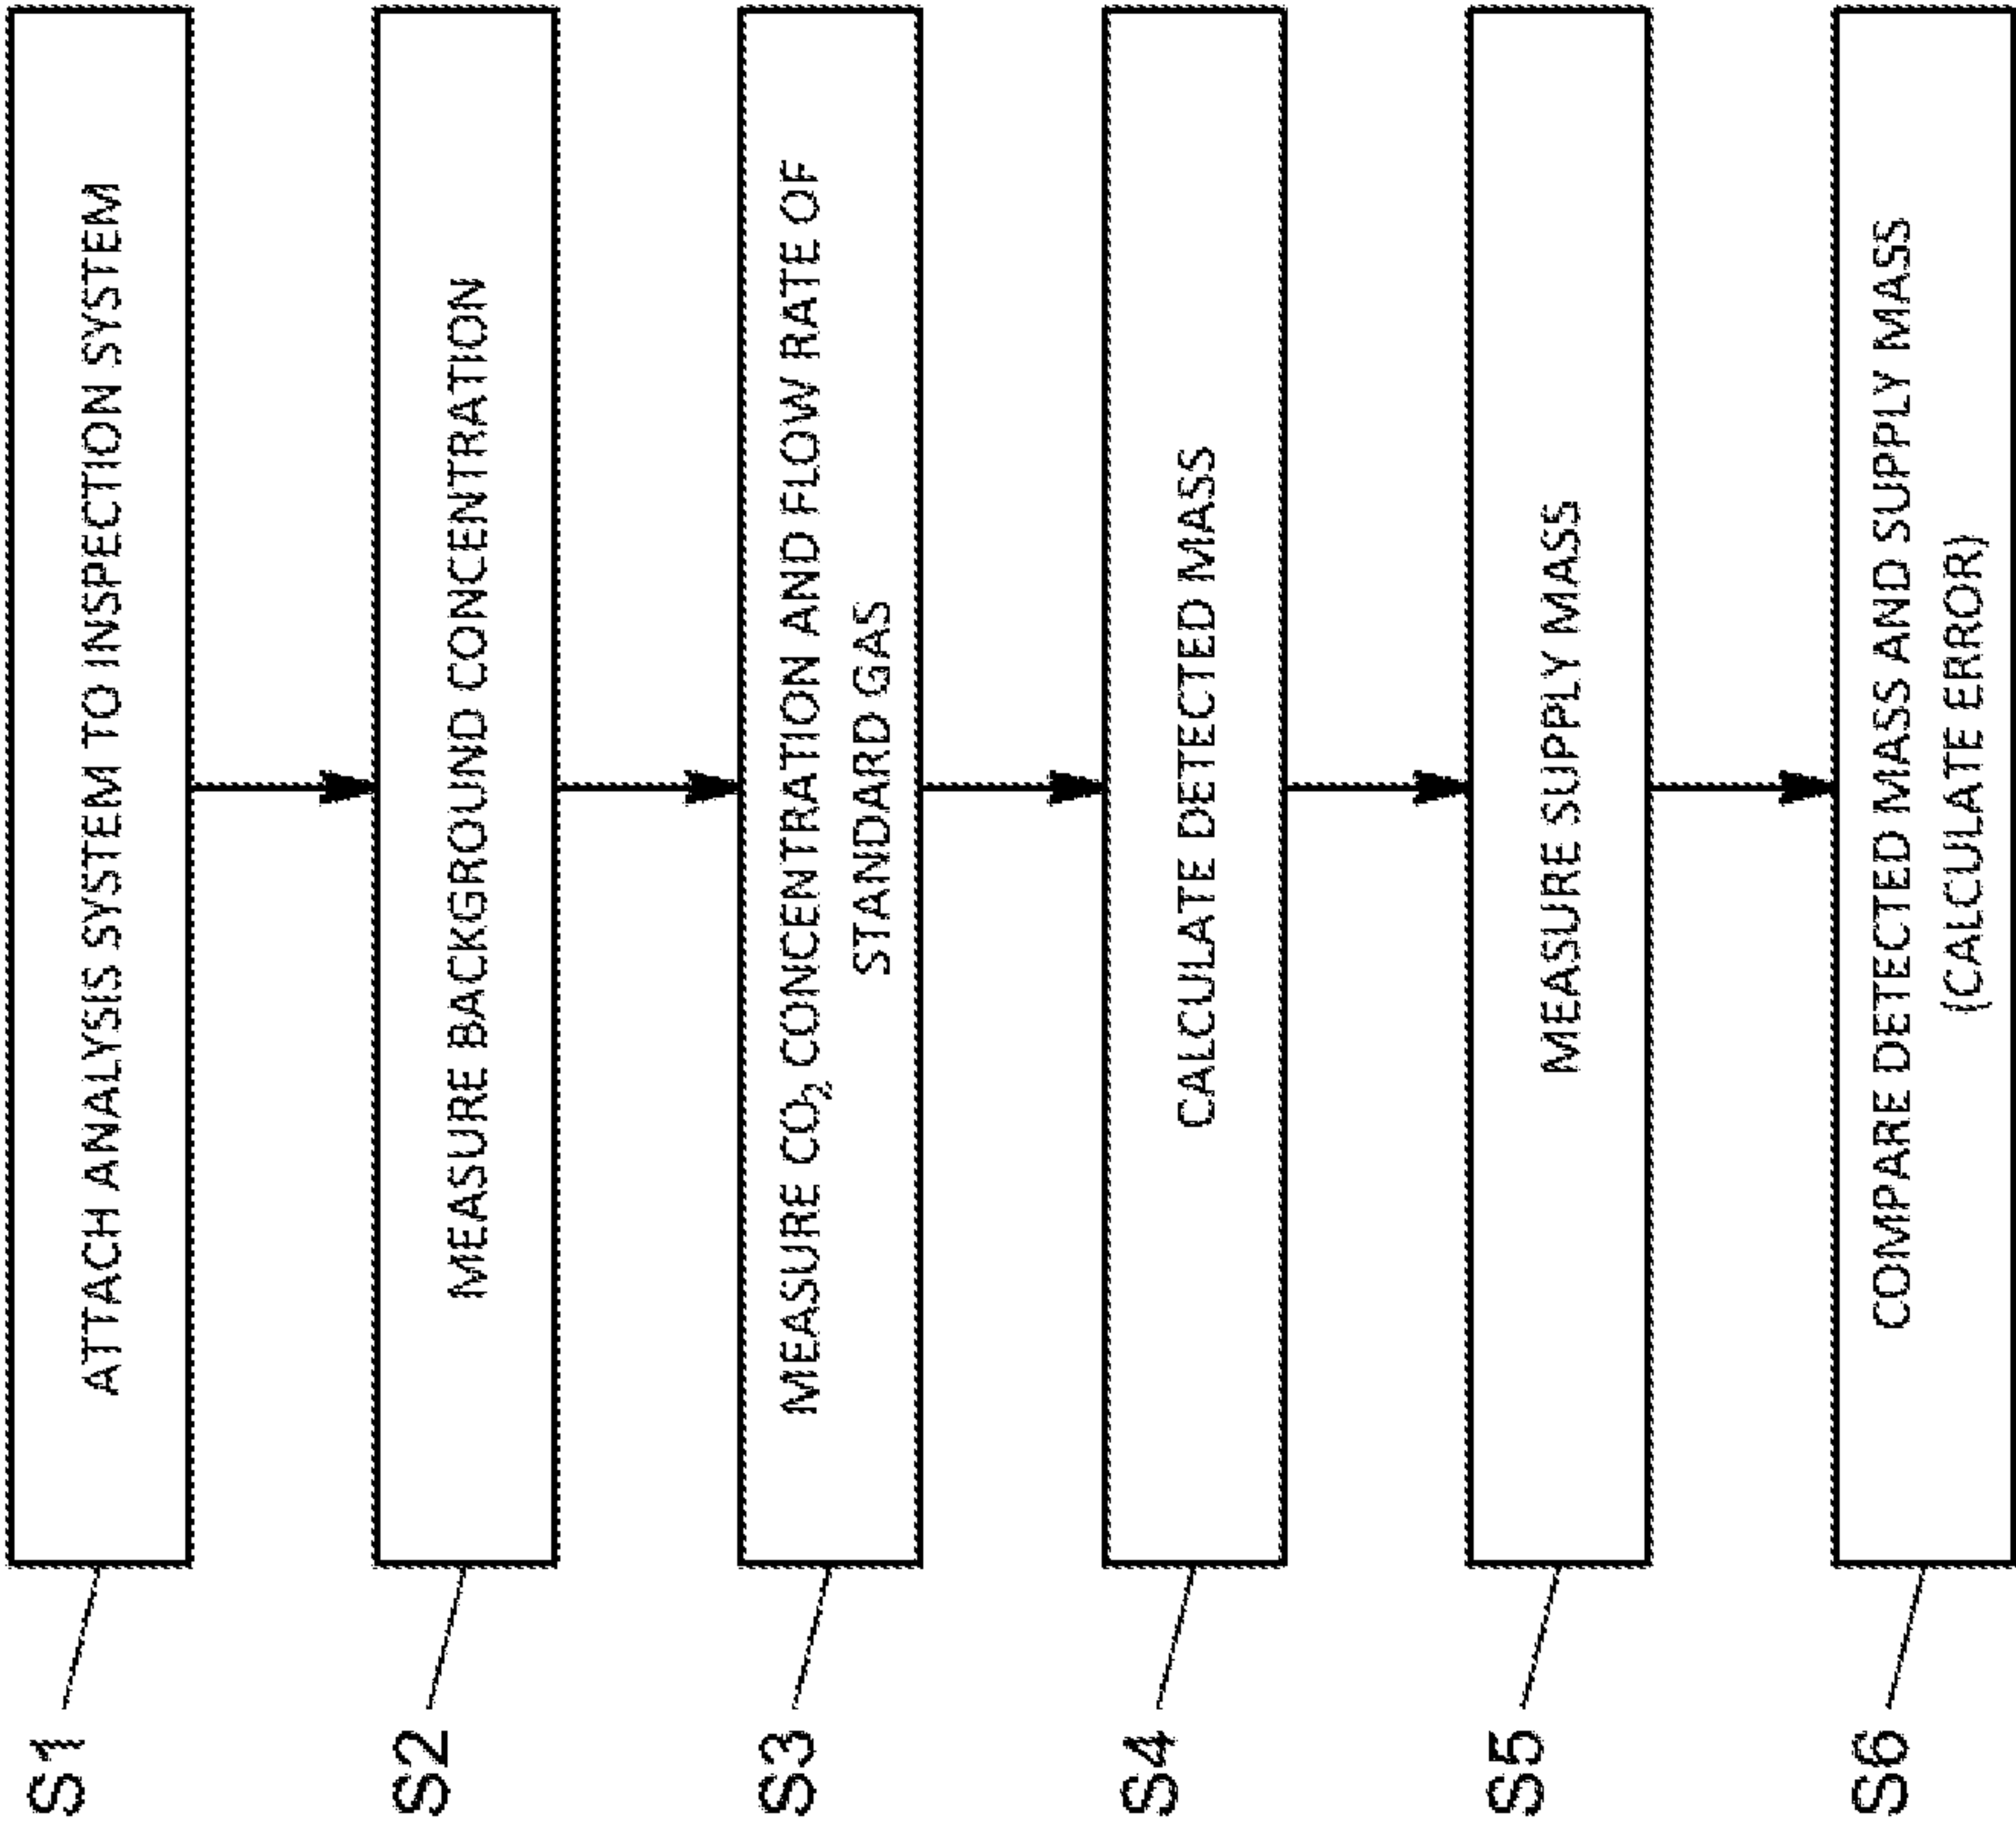 S1
ATTACH ANALYSIS SYSTEM TO INSPECTION SYSTEM
S2
MEASURE BACKGROUND CONCENTRATION
S3
MEASURE CO₂ CONCENTRATION AND FLOW RATE OF
STANDARD GAS
S4
CALCULATE DETECTED MASS
S5
MEASURE SUPPLY MASS
S6
COMPARE DETECTED MASS AND SUPPLY MASS
(CALCULATE ERROR)